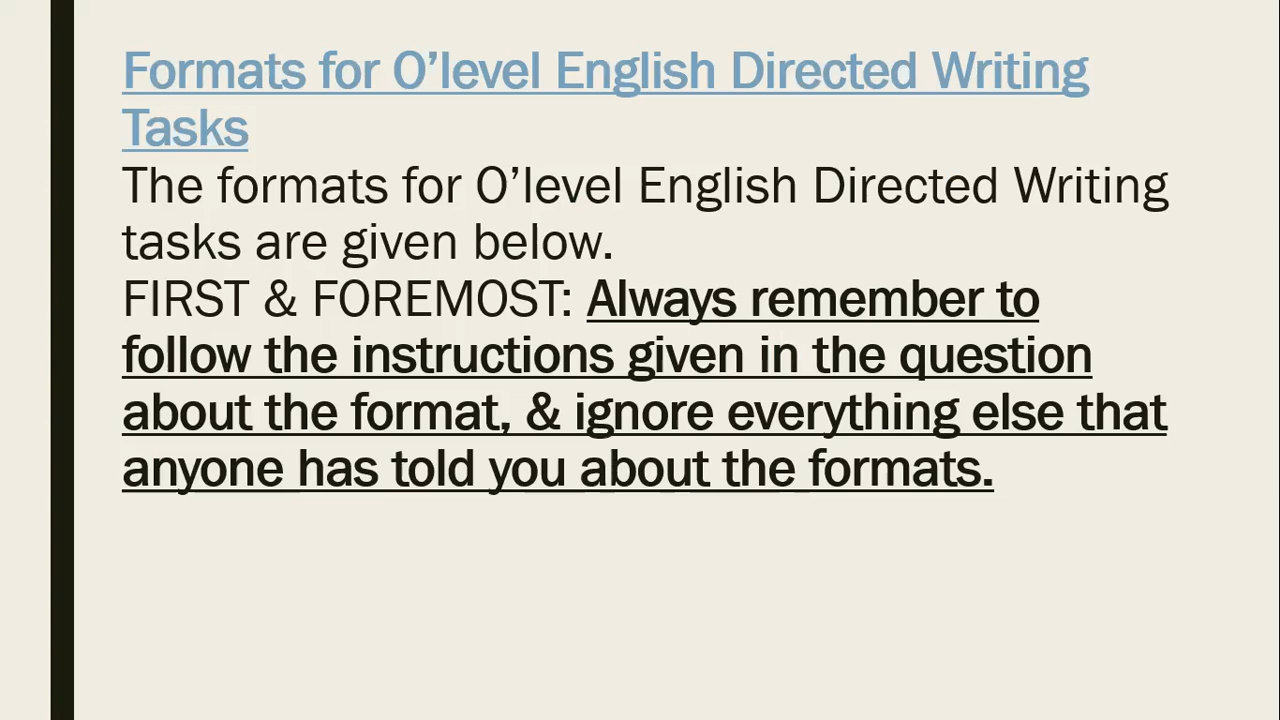 Formats for O’level English Directed Writing
Tasks
The formats for O’level English Directed Writing
tasks are given below.
FIRST & FOREMOST: Always remember to
follow the instructions given in the question
about the format, & ignore everything else that
anyone has told you about the formats.